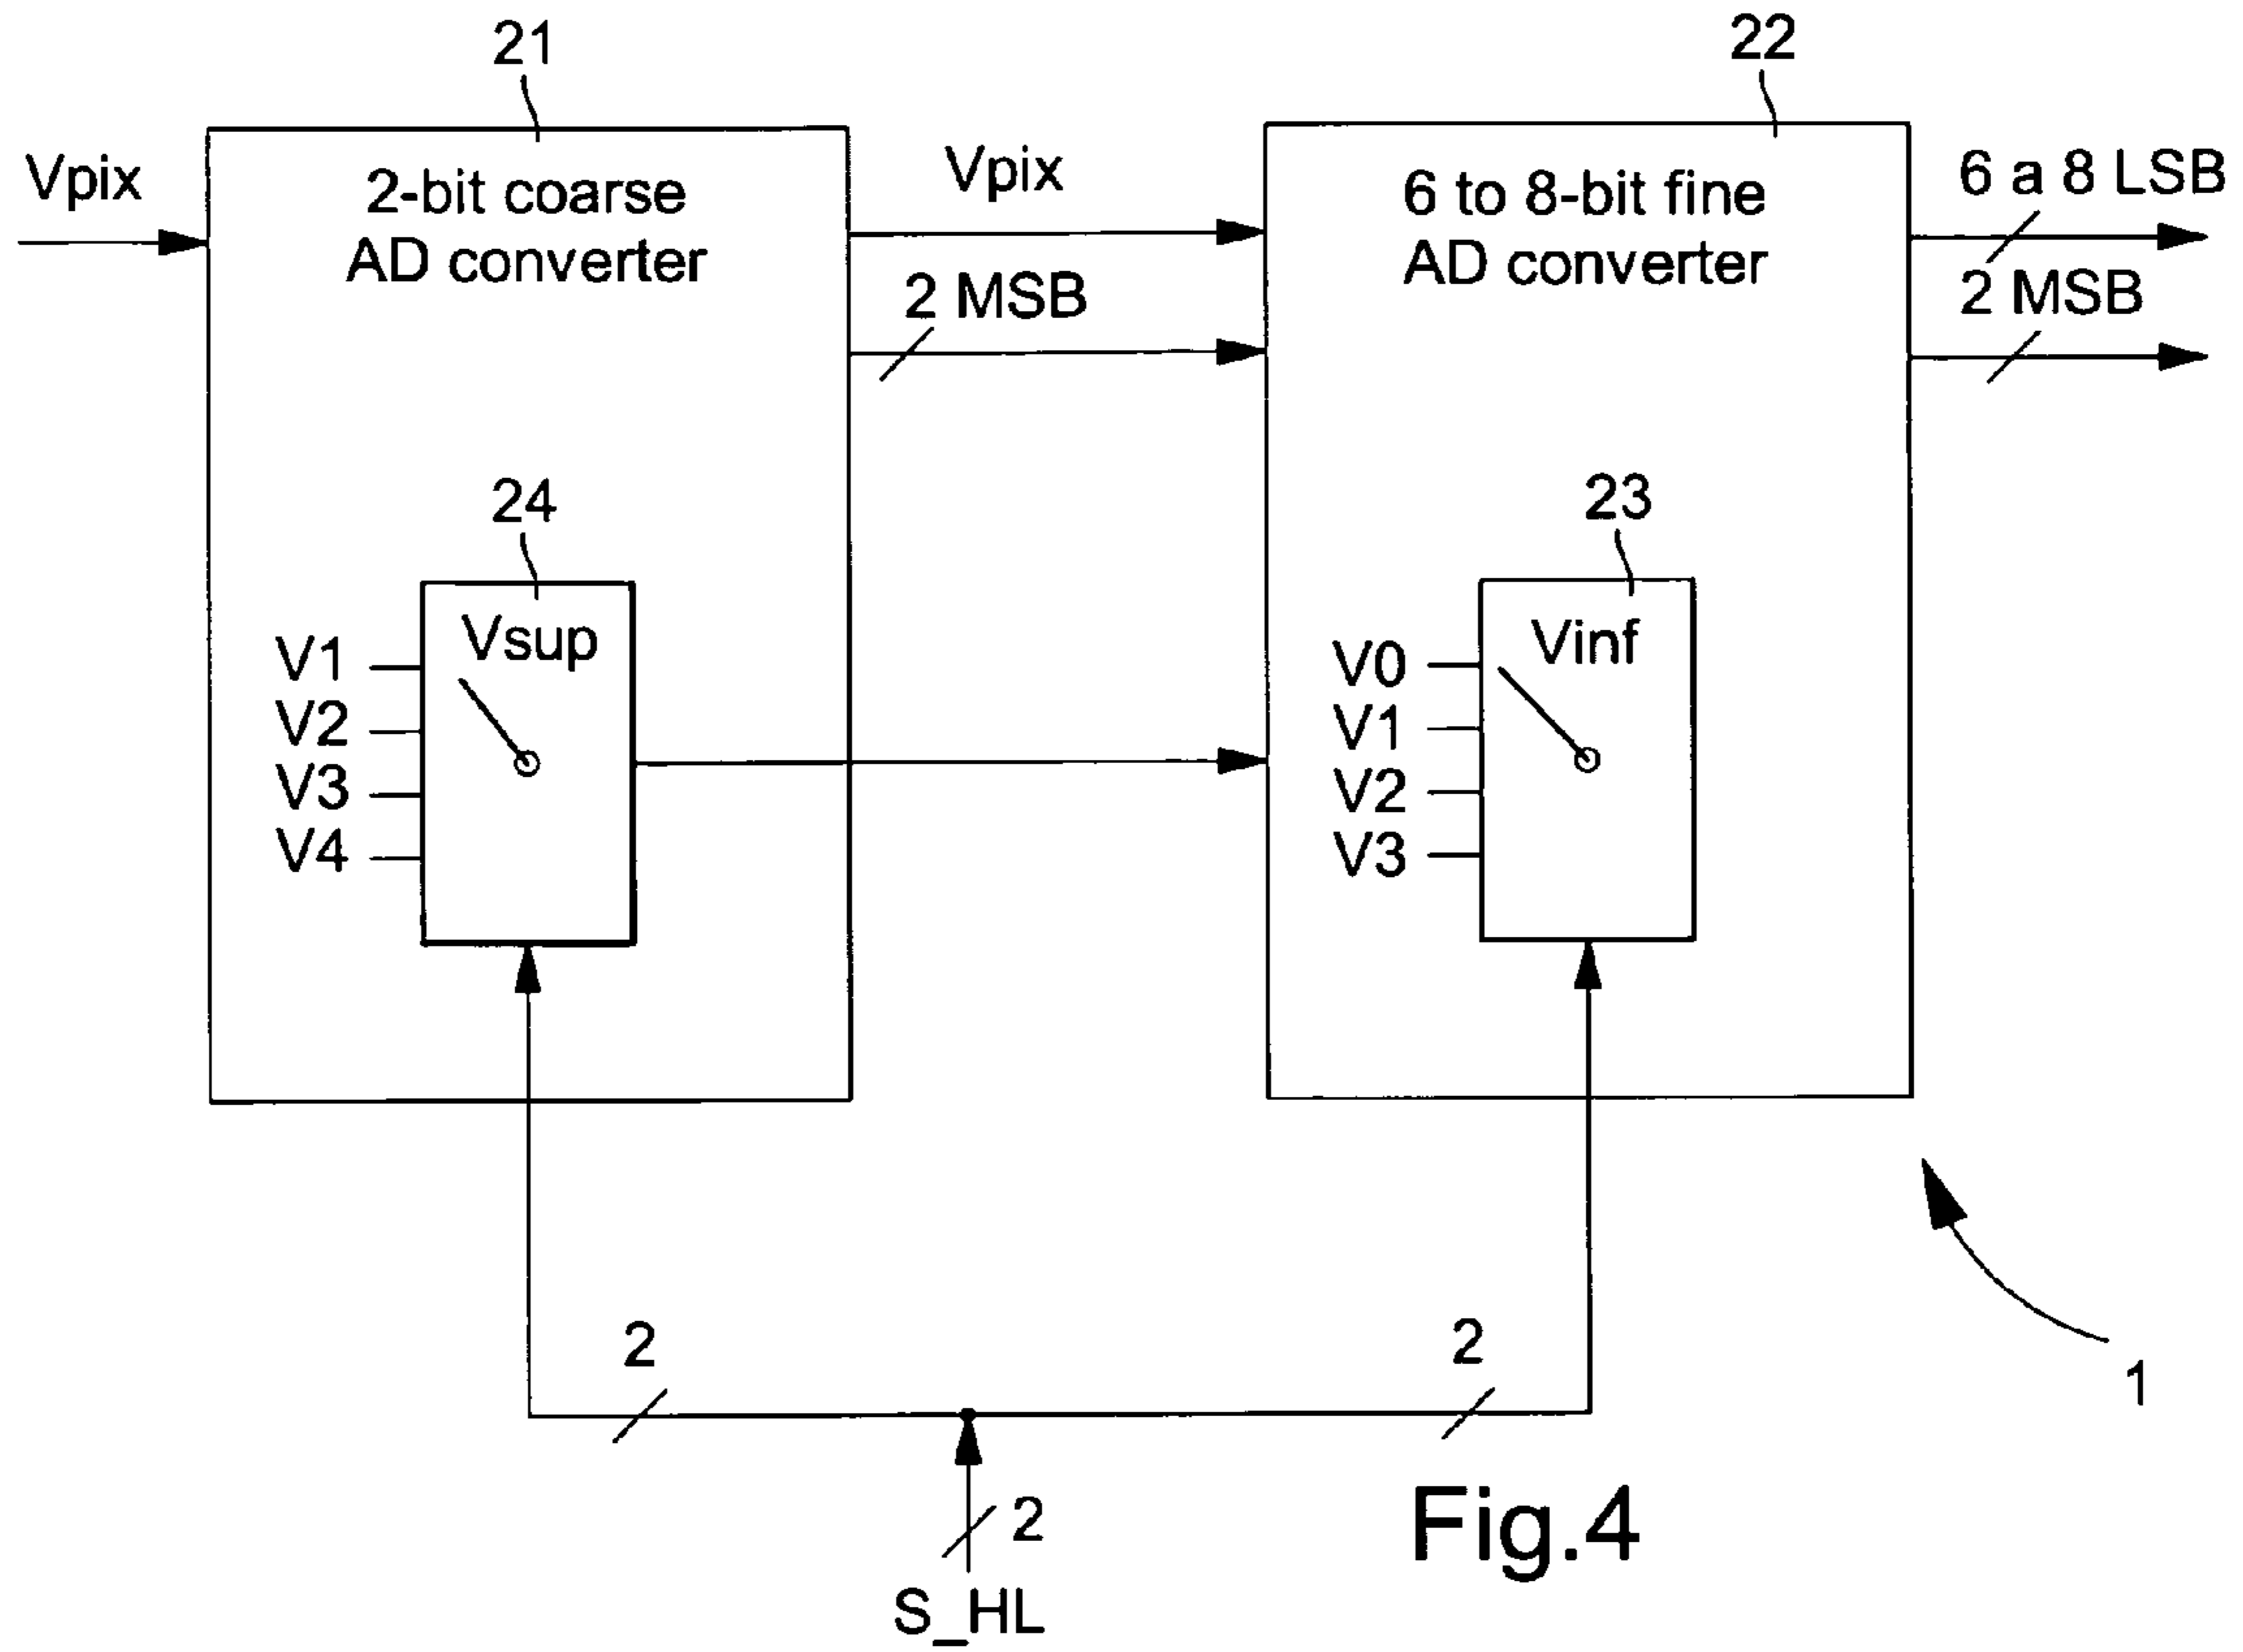 21
22
Vpix
2-bit coarse
AD converter
Vpix
2 MSB
6 to 8-bit fine
AD converter
6 a 8 LSB
2 MSB
24
Vsup
V1
V2
V3
V4
23
Vinf
V0
V1
V2
V3
2
2
1
2
S_HL
Fig.4